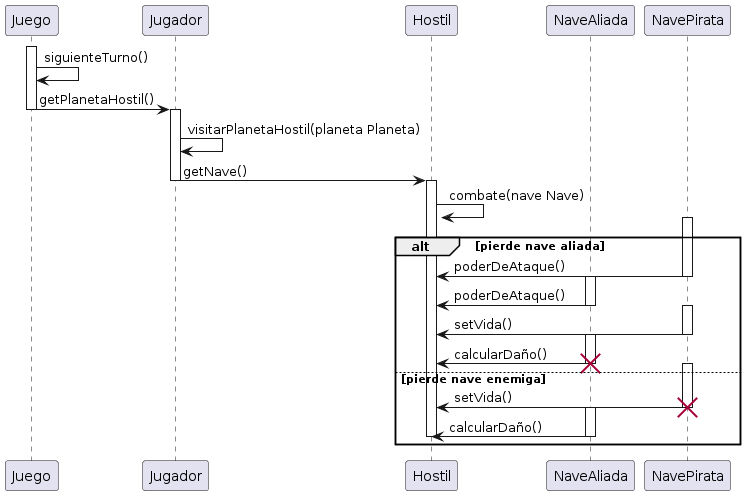 Juego
Jugador
Hostil
NaveAliada
NavePirata
siguienteTurno()
getPlanetaHostil()
visitarPlanetaHostil(planeta Planeta)
getNave()
combate(nave Nave)
alt
[pierde nave aliada]
poderDeAtaque()
poderDeAtaque()
setVida()
calcularDaño()
[pierde nave enemiga]
setVida()
calcularDaño()
Juego
Jugador
Hostil
NaveAliada
NavePirata